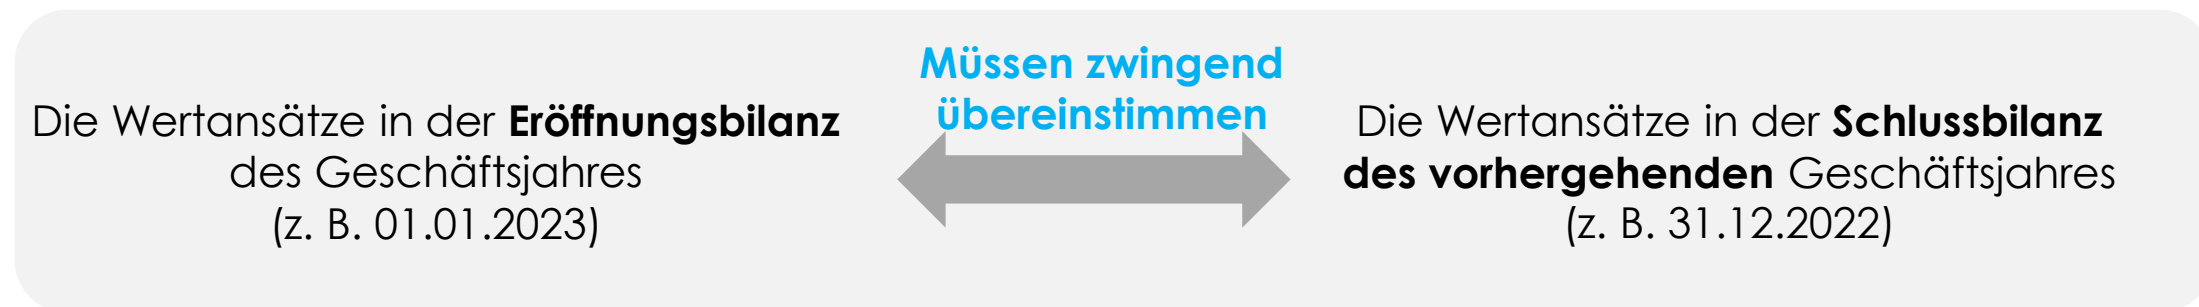 Die Wertansätze in der Eröffnungsbilanz
des Geschäftsjahres
(z. B. 01.01.2023)
Müssen zwingend
übereinstimmen
Die Wertansätze in der Schlussbilanz
des vorhergehenden Geschäftsjahres
(z. B. 31.12.2022)